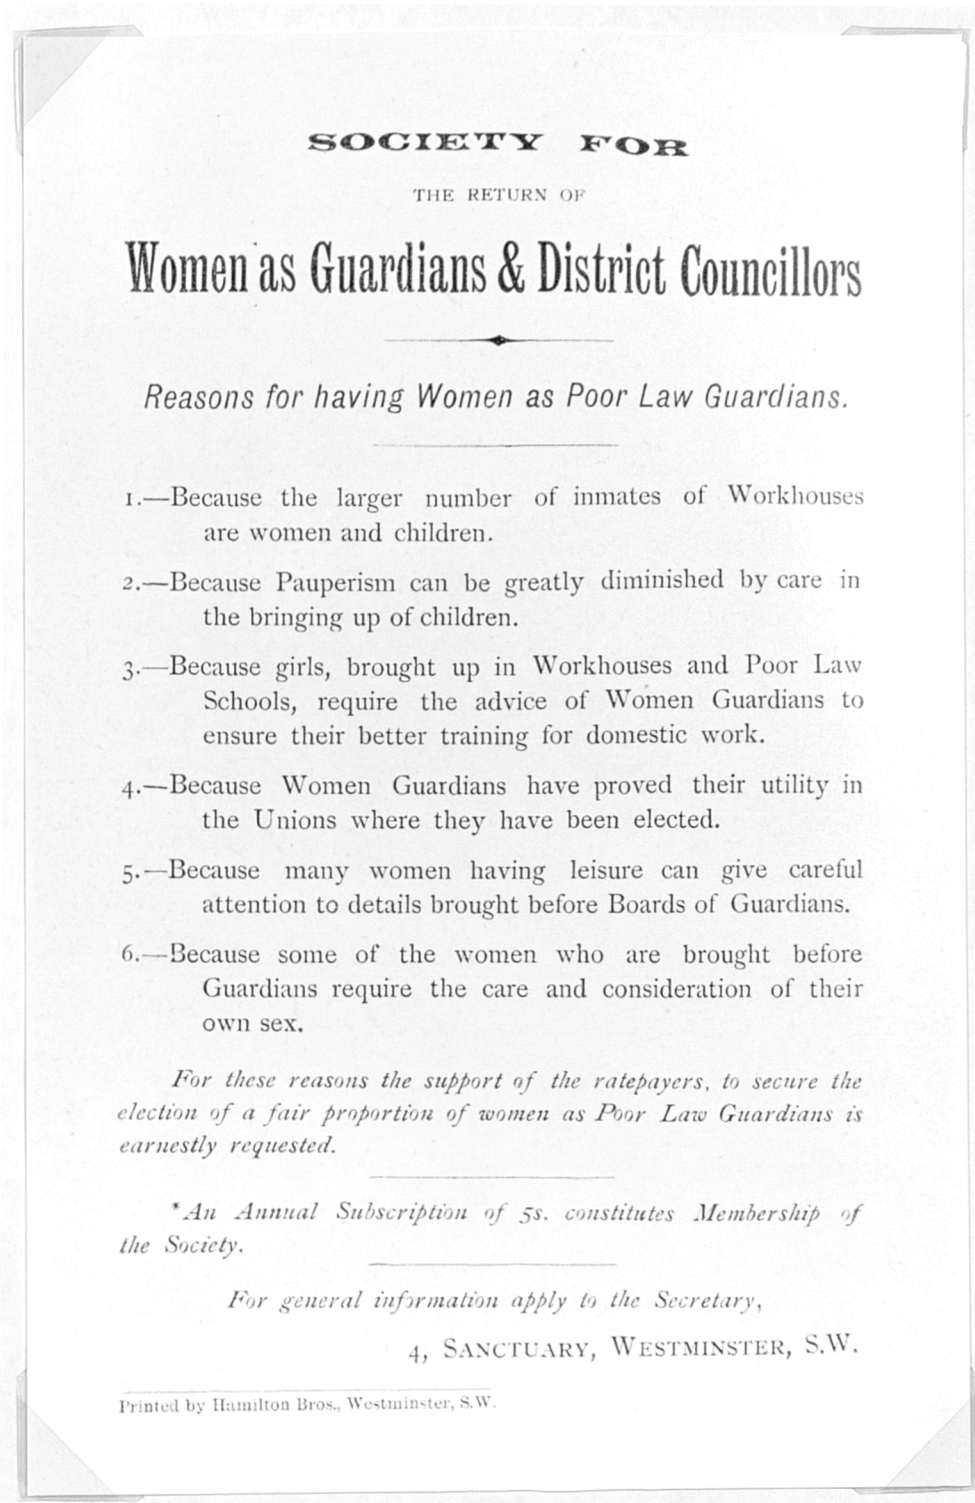 SOCIETY FOR
THE RETURN OF
Women as Guardians & District Councillors
Reasons for having Women as Poor Law Guardians.
1.—Because the larger number of inmates of Workhouses
are women and children.
2.—Because Pauperism can be greatly diminished by care in
the bringing up of children.
3.—Because girls, brought up in Workhouses and Poor Law
Schools, require the advice of Women Guardians to
ensure their better training for domestic work.
4.—Because Women Guardians have proved their utility in
the Unions where they have been elected.
5.—Because many women having leisure can give careful
attention to details brought before Boards of Guardians.
6.—Because some of the women who are brought before
Guardians require the care and consideration of their
own sex.
For these reasons the support of the ratepayers, to secure the
election of a fair proportion of women as Poor Law Guardians is
earnestly requested.
*An Annual Subscription of 5s. constitutes Membership of
the Society.
For general information apply to the Secretary,
4, SANCTUARY, WESTMINSTER, S.W.
Printed by Hamilton Bros., Westminster, S.W.